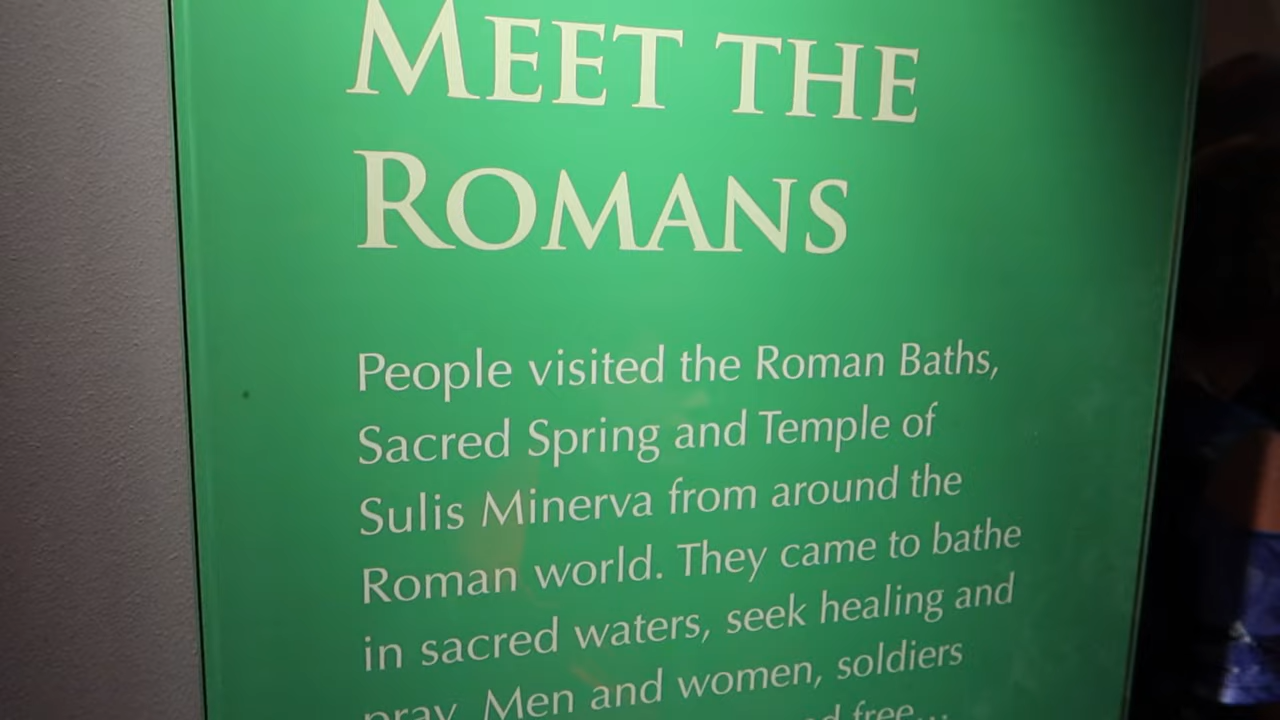 MEET THE
ROMANS
People visited the Roman Baths,
Sacred Spring and Temple of
Sulis Minerva from around the
Roman world. They came to bathe
in sacred waters, seek healing and
pray. Men and women, soldiers
free...